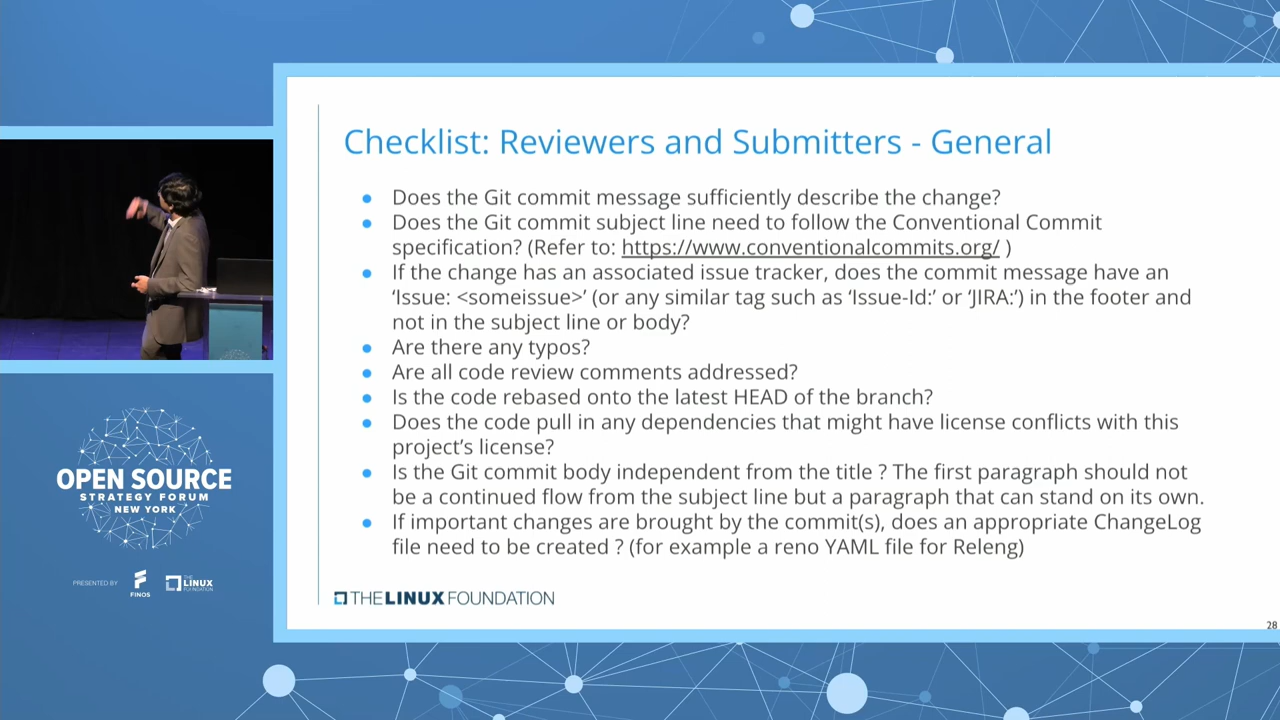 Checklist: Reviewers and Submitters - General
● Does the Git commit message sufficiently describe the change?
● Does the Git commit subject line need to follow the Conventional Commit
specification? (Refer to: https://www.conventionalcommits.org/ )
● If the change has an associated issue tracker, does the commit message have an
‘Issue: <someissue>’ (or any similar tag such as ‘Issue-Id:’ or ‘JIRA:’) in the footer and
not in the subject line or body?
● Are there any typos?
● Are all code review comments addressed?
● Is the code rebased onto the latest HEAD of the branch?
● Does the code pull in any dependencies that might have license conflicts with this
project’s license?
● Is the Git commit body independent from the title ? The first paragraph should not
be a continued flow from the subject line but a paragraph that can stand on its own.
● If important changes are brought by the commit(s), does an appropriate ChangeLog
file need to be created ? (for example a reno YAML file for Releng)
THE LINUX FOUNDATION
28
OPEN SOURCE
STRATEGY FORUM
NEW YORK
PRESENTED BY
FINOS
THE
LINUX
FOUNDATION